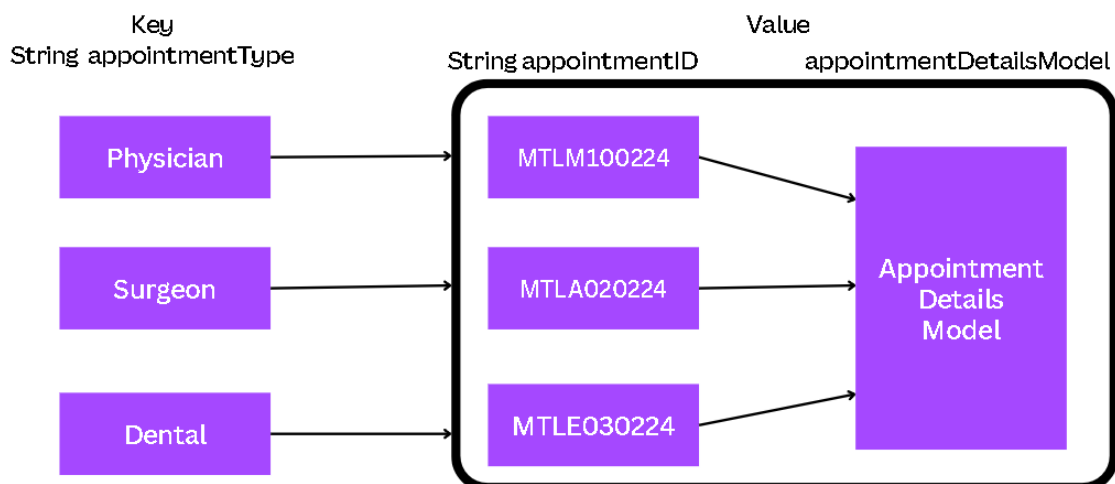 Key
String appointmentType
Value
String appointmentID
appointmentDetailsModel
Physician
MTLM100224
Surgeon
MTLA020224
Appointment
Details
Model
Dental
MTLE030224